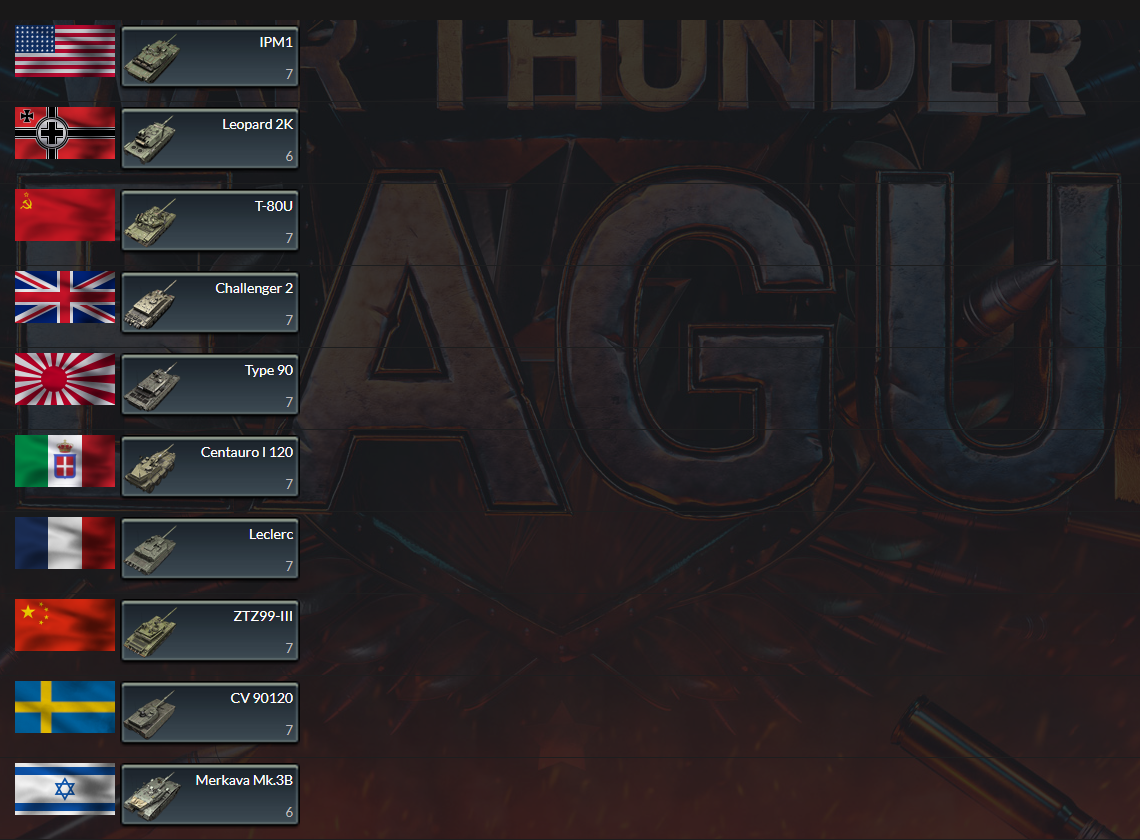 R THUNDER
EAGU
IPM1
7
Leopard 2K
6
T-80U
7
Challenger 2
7
Type 90
7
Centauro I 120
7
Leclerc
7
ZTZ99-III
7
CV 90120
7
Merkava Mk.3B
6